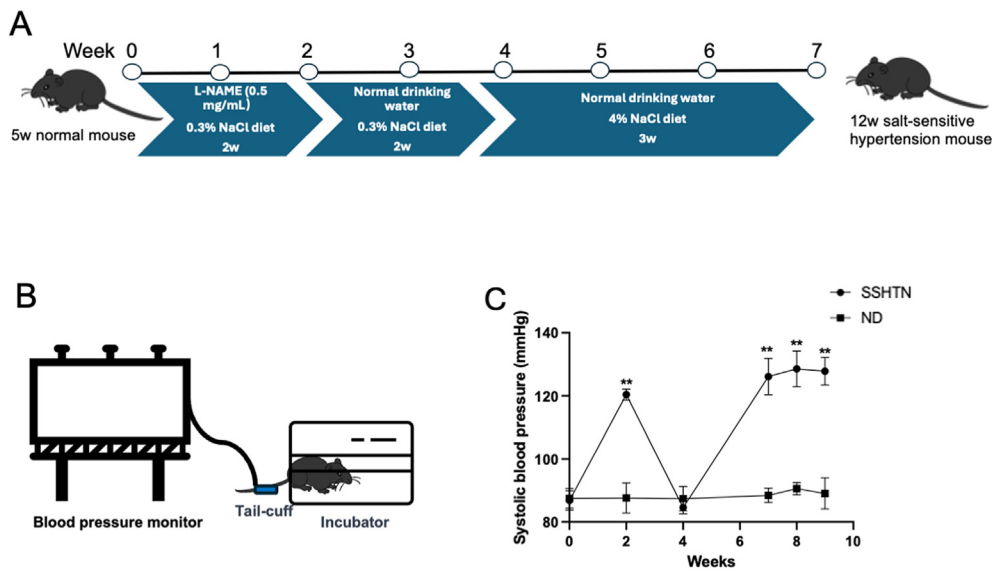 A
Week 0 1 2 3 4 5 6 7
L-NAME (0.5
mg/mL)
0.3% NaCl diet
2w
Normal drinking
water
0.3% NaCl diet
2w
Normal drinking water
4% NaCl diet
3w
5w normal mouse
12w salt-sensitive
hypertension mouse
B
Blood pressure monitor
Tail-cuff
Incubator
C
SSHTN
ND
Systolic blood pressure (mmHg)
140
120
100
80
**
**
**
**
0 2 4 6 8 10
Weeks